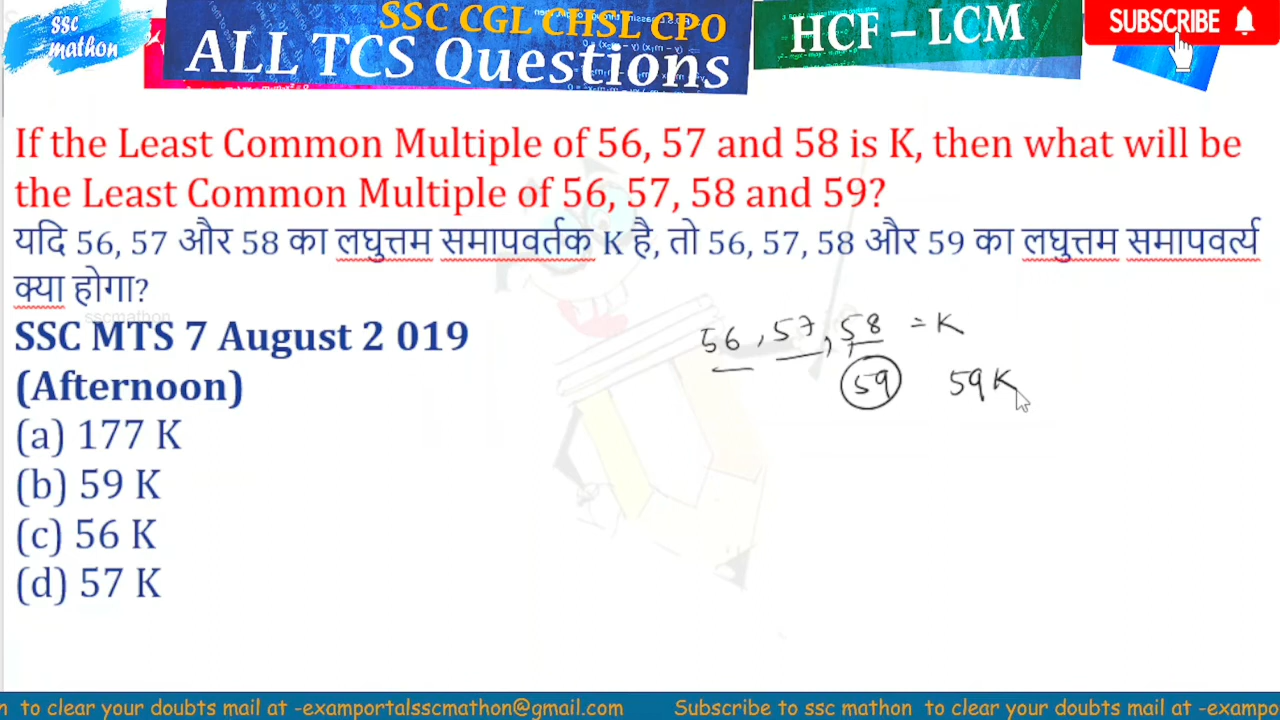 SSC
mathon
SSC CGL CHSL CPO
ALL TCS Questions
HCF – LCM
SUBSCRIBE
If the Least Common Multiple of 56, 57 and 58 is K, then what will be
the Least Common Multiple of 56, 57, 58 and 59?
यदि 56, 57 और 58 का लघुत्तम समापवर्तक K है, तो 56, 57, 58 और 59 का लघुत्तम समापवर्त्य
क्या होगा?
sscmathon
SSC MTS 7 August 2 019
(Afternoon)
(a) 177 K
(b) 59 K
(c) 56 K
(d) 57 K
56 , 57 , 58 = K
59 59K
to clear your doubts mail at -examportalsscmathon@gmail.com Subscribe to ssc mathon to clear your doubts mail at -exampo